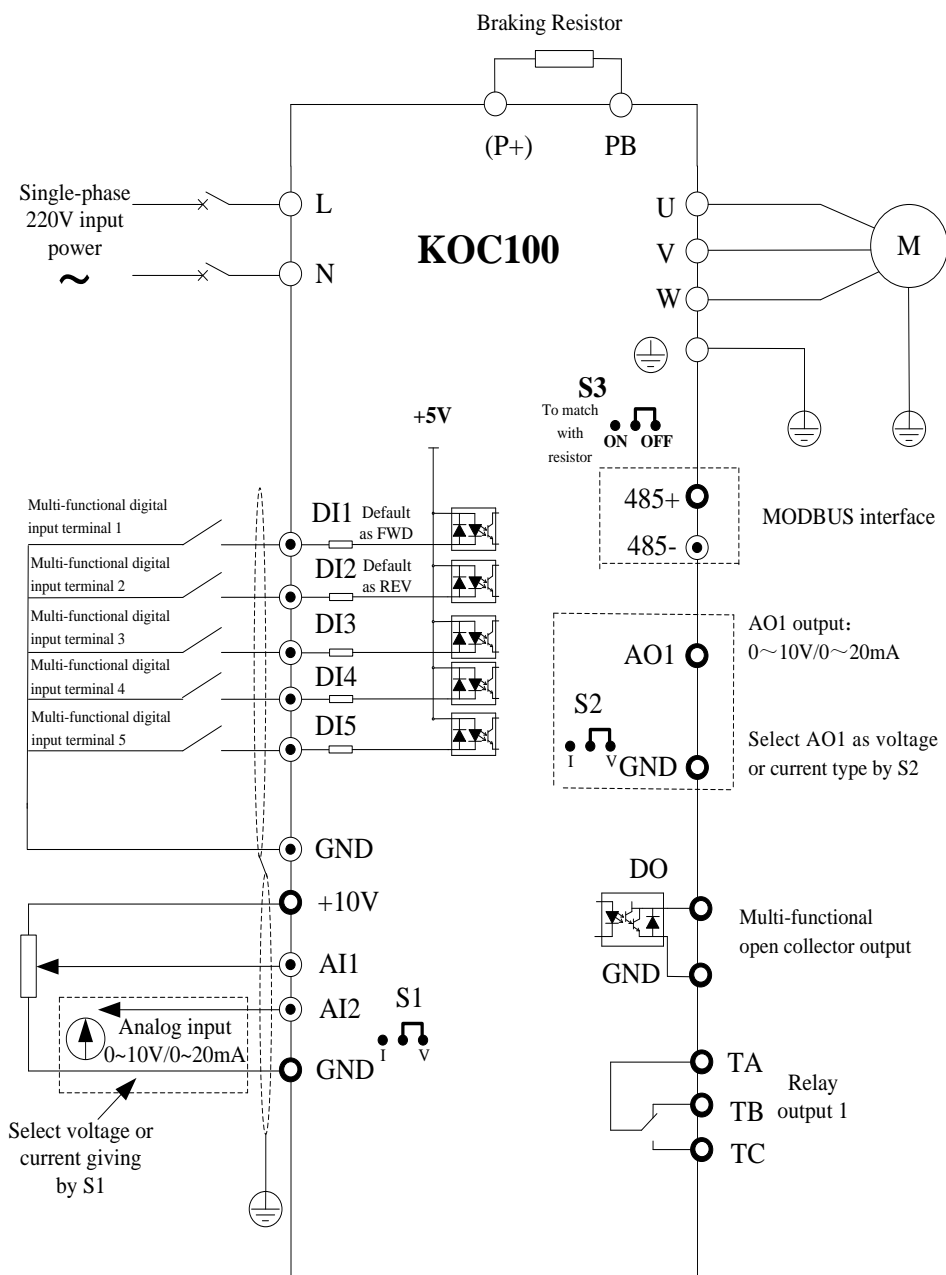 Braking Resistor
(P+)
PB
Single-phase
220V input
power
~
L
N
KOC100
U
V
W
M
S3
To match
with
resistor
ON
OFF
+5V
485+
485-
MODBUS interface
Multi-functional digital
input terminal 1
DI1
Default
as FWD
Multi-functional digital
input terminal 2
DI2
Default
as REV
Multi-functional digital
input terminal 3
DI3
Multi-functional digital
input terminal 4
DI4
Multi-functional digital
input terminal 5
DI5
AO1
AO1 output：
0～10V/0～20mA
S2
I
V
GND
Select AO1 as voltage
or current type by S2
GND
+10V
AI1
AI2
S1
I
V
Analog input
0~10V/0~20mA
GND
Select voltage or
current giving
by S1
DO
GND
Multi-functional
open collector output
TA
TB
TC
Relay
output 1